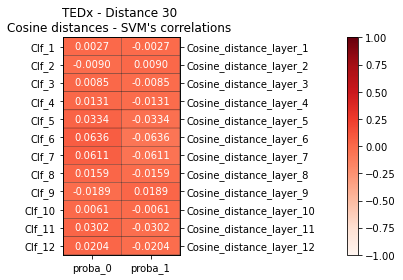 TEDx - Distance 30
Cosine distances - SVM's correlations
Clf_1 0.0027 -0.0027 Cosine_distance_layer_1
Clf_2 -0.0090 0.0090 Cosine_distance_layer_2
Clf_3 0.0085 -0.0085 Cosine_distance_layer_3
Clf_4 0.0131 -0.0131 Cosine_distance_layer_4
Clf_5 0.0334 -0.0334 Cosine_distance_layer_5
Clf_6 0.0636 -0.0636 Cosine_distance_layer_6
Clf_7 0.0611 -0.0611 Cosine_distance_layer_7
Clf_8 0.0159 -0.0159 Cosine_distance_layer_8
Clf_9 -0.0189 0.0189 Cosine_distance_layer_9
Clf_10 0.0061 -0.0061 Cosine_distance_layer_10
Clf_11 0.0302 -0.0302 Cosine_distance_layer_11
Clf_12 0.0204 -0.0204 Cosine_distance_layer_12
proba_0 proba_1
1.00
0.75
0.50
0.25
0.00
−0.25
−0.50
−0.75
−1.00